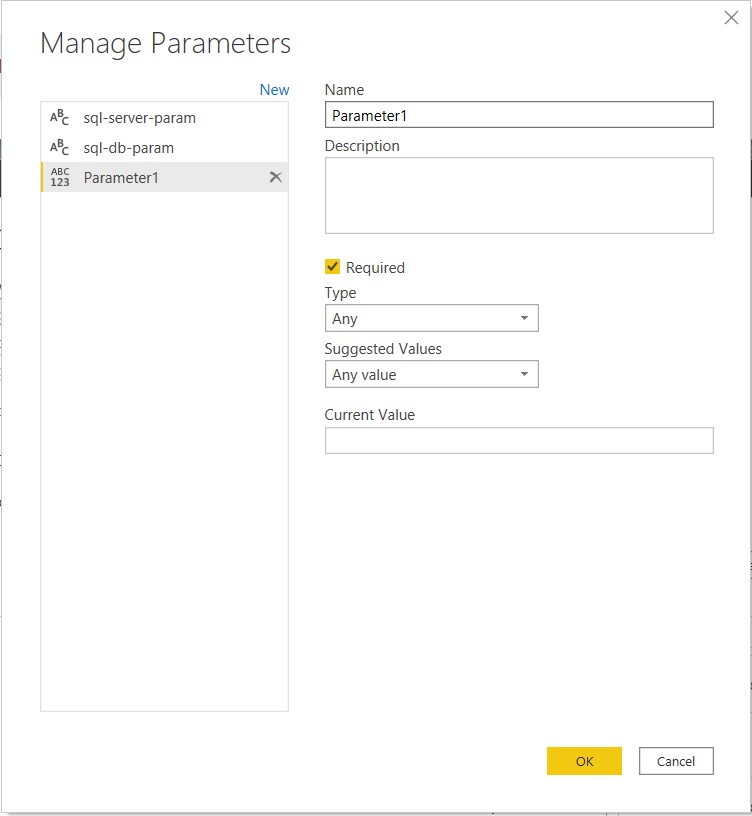 Manage Parameters
New
ABC sql-server-param
ABC sql-db-param
ABC 123 Parameter1
Name
Parameter1
Description
Required
Type
Any
Suggested Values
Any value
Current Value
OK
Cancel